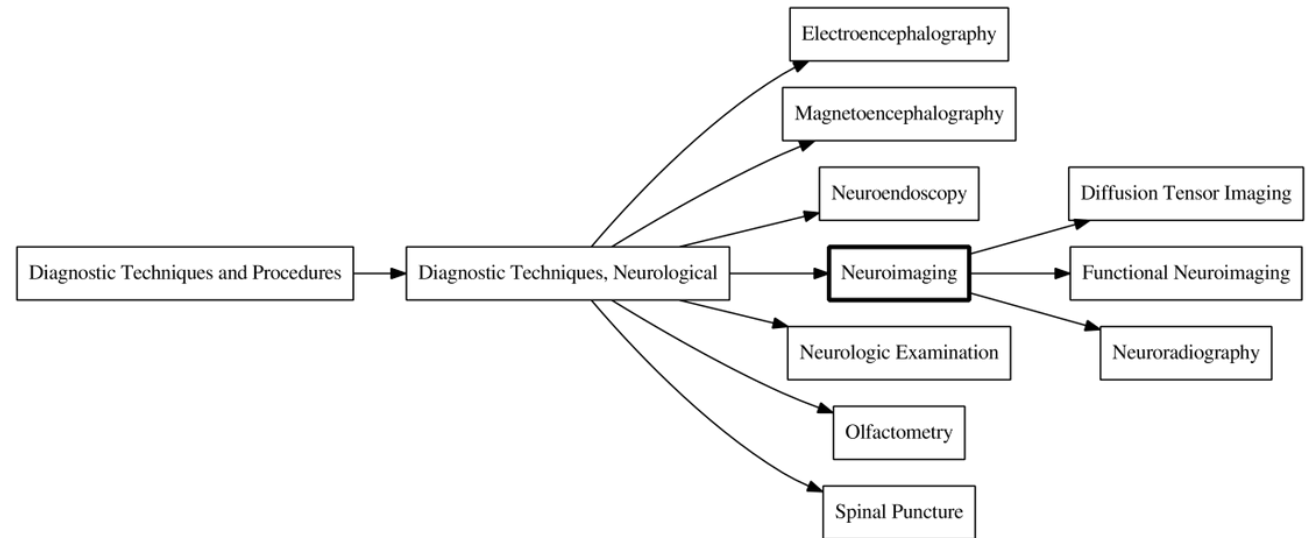 Electroencephalography
Magnetoencephalography
Neuroendoscopy
Diffusion Tensor Imaging
Diagnostic Techniques and Procedures
Diagnostic Techniques, Neurological
Neuroimaging
Functional Neuroimaging
Neurologic Examination
Neuroradiography
Olfactometry
Spinal Puncture